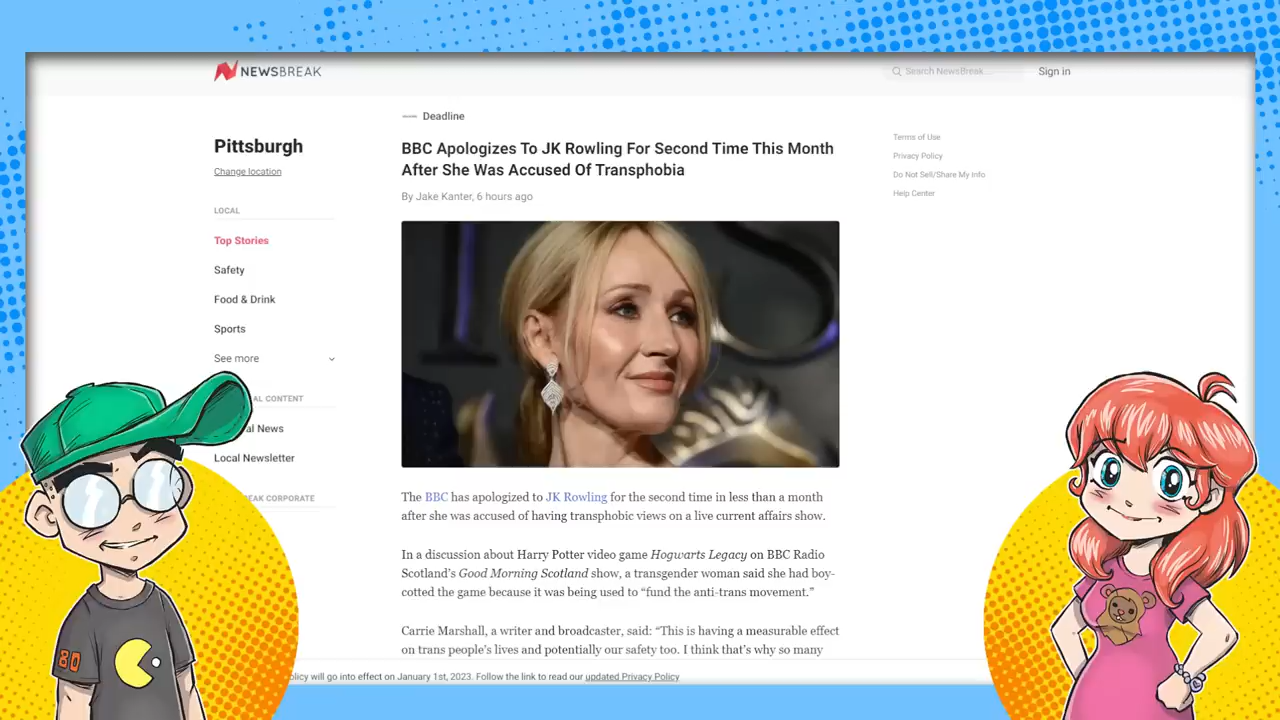 NEWSBREAK
Search NewsBreak...
Sign in
Pittsburgh
Change location
LOCAL
Top Stories
Safety
Food & Drink
Sports
See more
AL CONTENT
al News
Local Newsletter
EAK CORPORATE
Deadline
BBC Apologizes To JK Rowling For Second Time This Month
After She Was Accused Of Transphobia
By Jake Kanter, 6 hours ago
S
The BBC has apologized to JK Rowling for the second time in less than a month
after she was accused of having transphobic views on a live current affairs show.
In a discussion about Harry Potter video game Hogwarts Legacy on BBC Radio
Scotland's Good Morning Scotland show, a transgender woman said she had boy-
cotted the game because it was being used to “fund the anti-trans movement.”
Carrie Marshall, a writer and broadcaster, said: “This is having a measurable effect
on trans people's lives and potentially our safety too. I think that's why so many
Terms of Use
Privacy Policy
Do Not Sell/Share My Info
Help Center
olicy will go into effect on January 1st, 2023. Follow the link to read our updated Privacy Policy
80